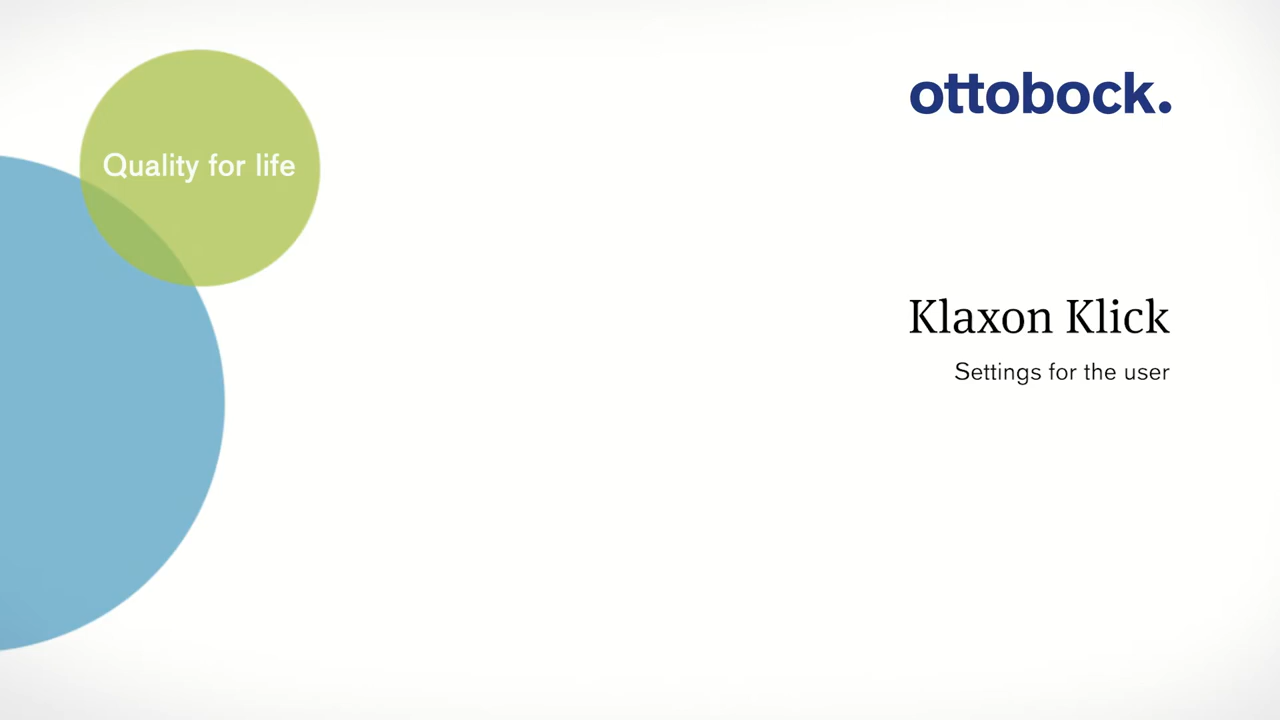 ottobock.
Quality for life
Klaxon Klick
Settings for the user